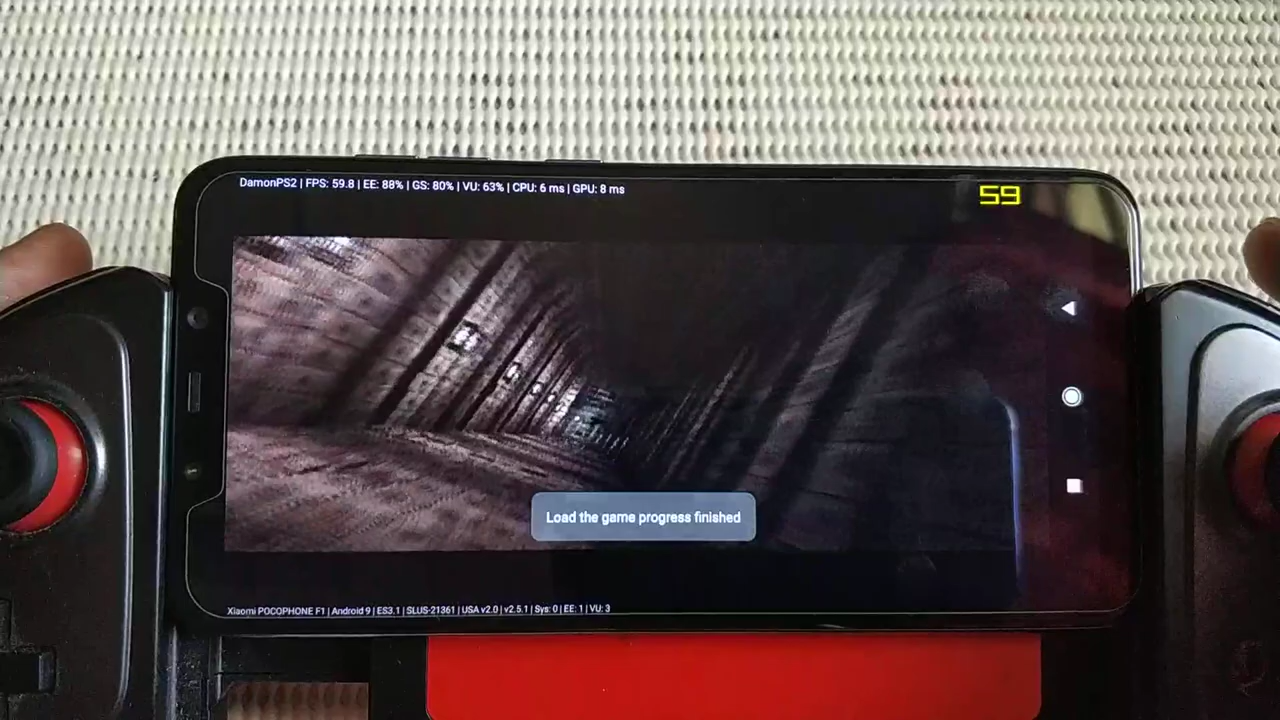 DamonPS2 | FPS: 59.8 | EE: 88% | GS: 80% | VU: 63% | CPU: 6 ms | GPU: 8 ms
59
Load the game progress finished
Xiaomi POCOPHONE F1 | Android 9 | ES3.1 | SLUS-21361 | USA v2.0 | v2.5.1 | Sys: 0 | EE: 1 | VU: 3